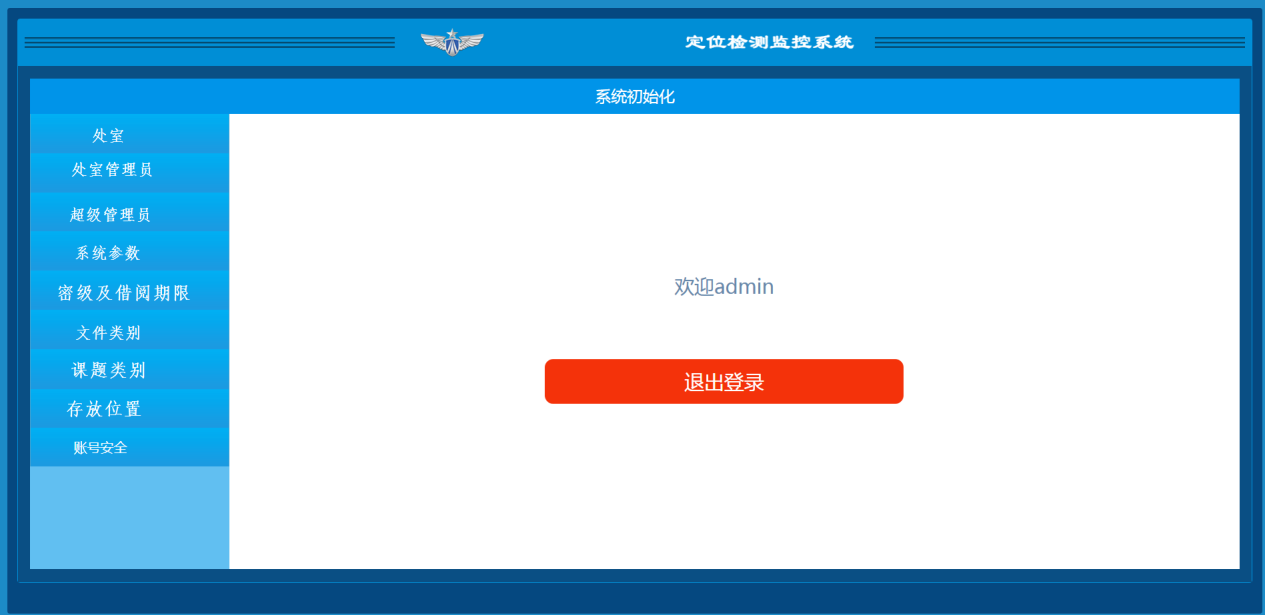 定位检测监控系统
系统初始化
处室
处室管理员
超级管理员
系统参数
密级及借阅期限
文件类别
课题类别
存放位置
账号安全
欢迎admin
退出登录